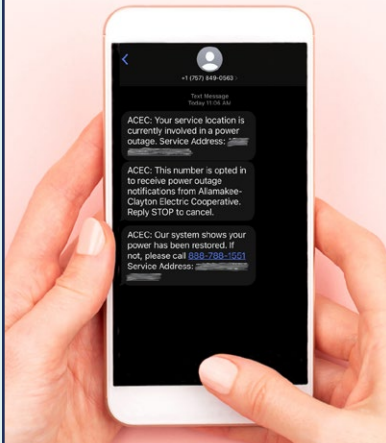 +1 (757) 849-0563
Text Message
Today 11:06 AM
ACEC: Your service location is
currently involved in a power
outage. Service Address:
ACEC: This number is opted in
to receive power outage
notifications from Allamakee-
Clayton Electric Cooperative.
Reply STOP to cancel.
ACEC: Our system shows your
power has been restored. If
not, please call 888-788-1551
Service Address: